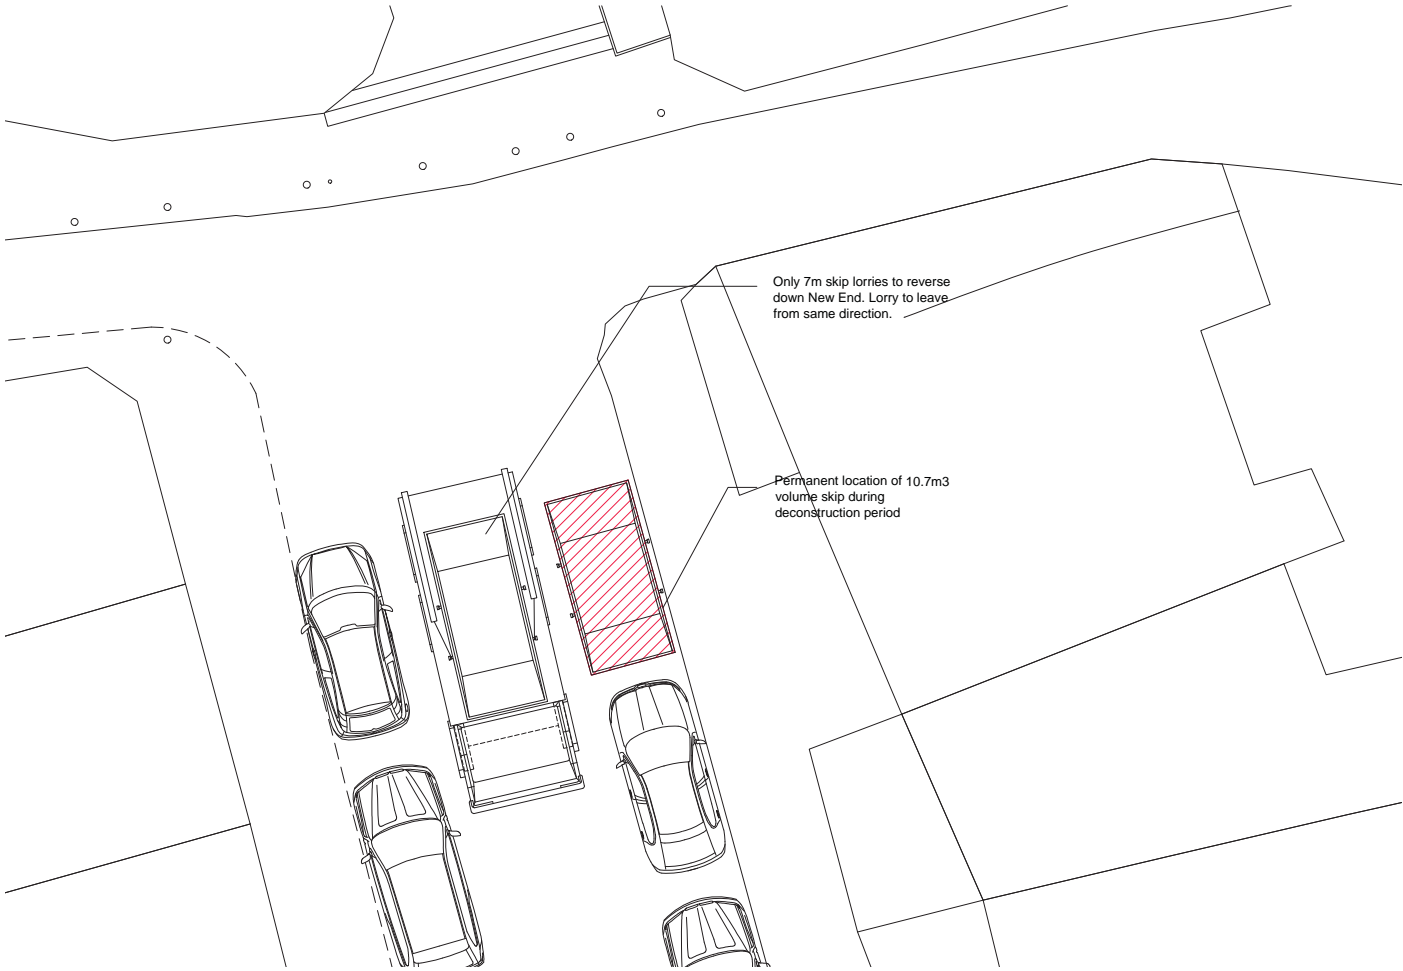 Only 7m skip lorries to reverse
down New End. Lorry to leave
from same direction.
Permanent location of 10.7m3
volume skip during
deconstruction period